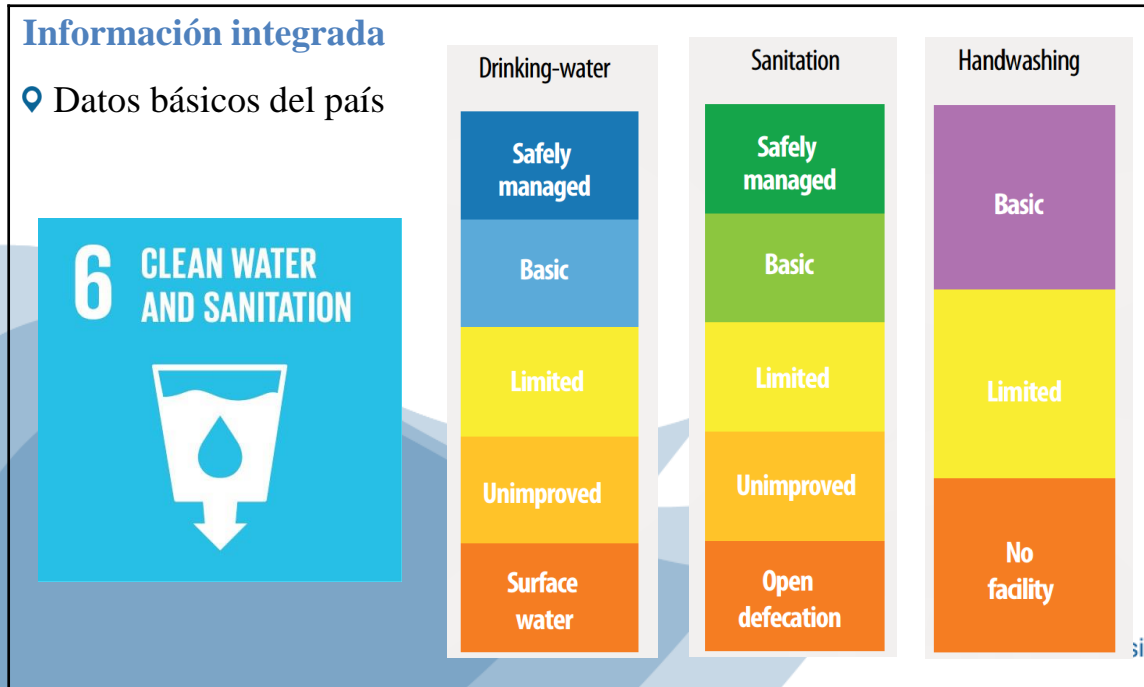 Información integrada
Datos básicos del país
6 CLEAN WATER
AND SANITATION
Drinking-water
Safely
managed
Basic
Limited
Unimproved
Surface
water
Sanitation
Safely
managed
Basic
Limited
Unimproved
Open
defecation
Handwashing
Basic
Limited
No
facility
si